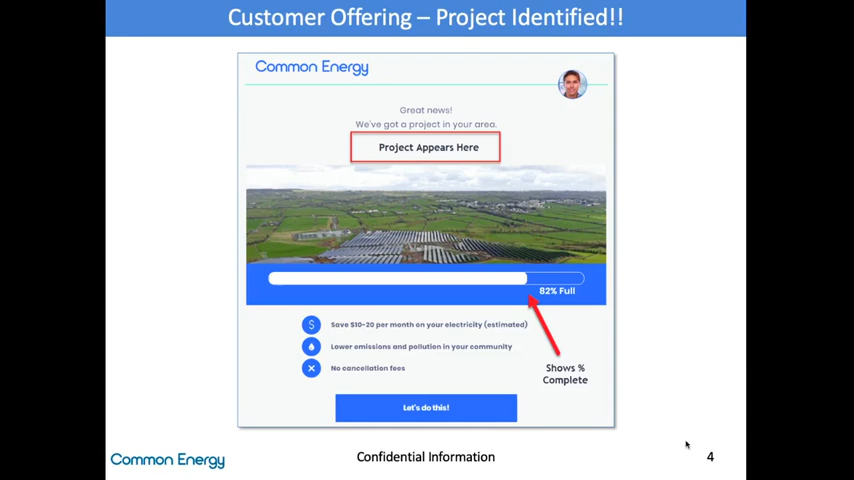 Customer Offering – Project Identified!!
Common Energy
Great news!
We've got a project in your area.
Project Appears Here
82% Full
$ Save $10-20 per month on your electricity (estimated)
Lower emissions and pollution in your community
No cancellation fees
Shows %
Complete
Let's do this!
Common Energy
Confidential Information
4